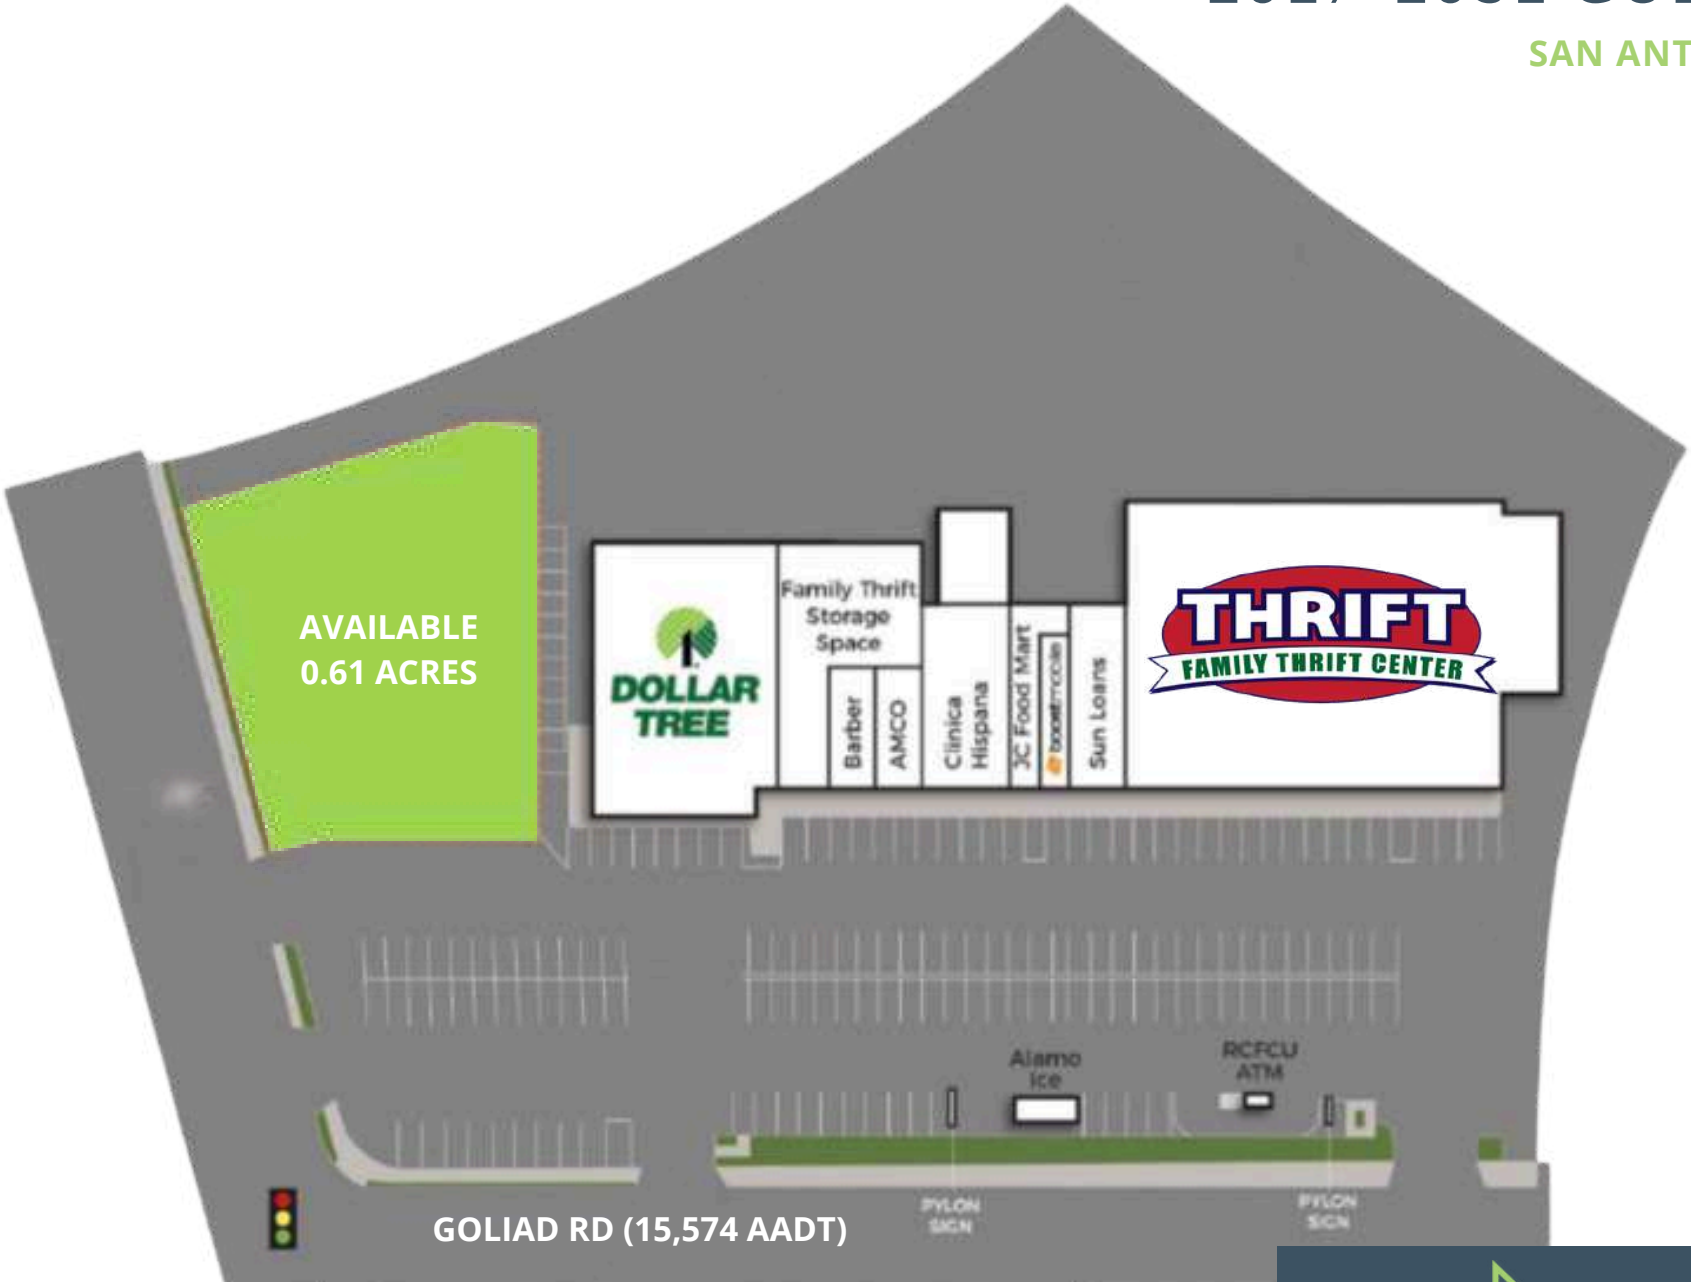 SAN ANT
AVAILABLE
0.61 ACRES
DOLLAR
TREE
Family Thrift
Storage
Space
Barber
AMCO
Clinica
Hispana
JC Food Mart
boostmobile
Sun Loans
THRIFT
FAMILY THRIFT CENTER
Alamo
Ice
RCFCU
ATM
PYLON
SIGN
PYLON
SIGN
GOLIAD RD (15,574 AADT)